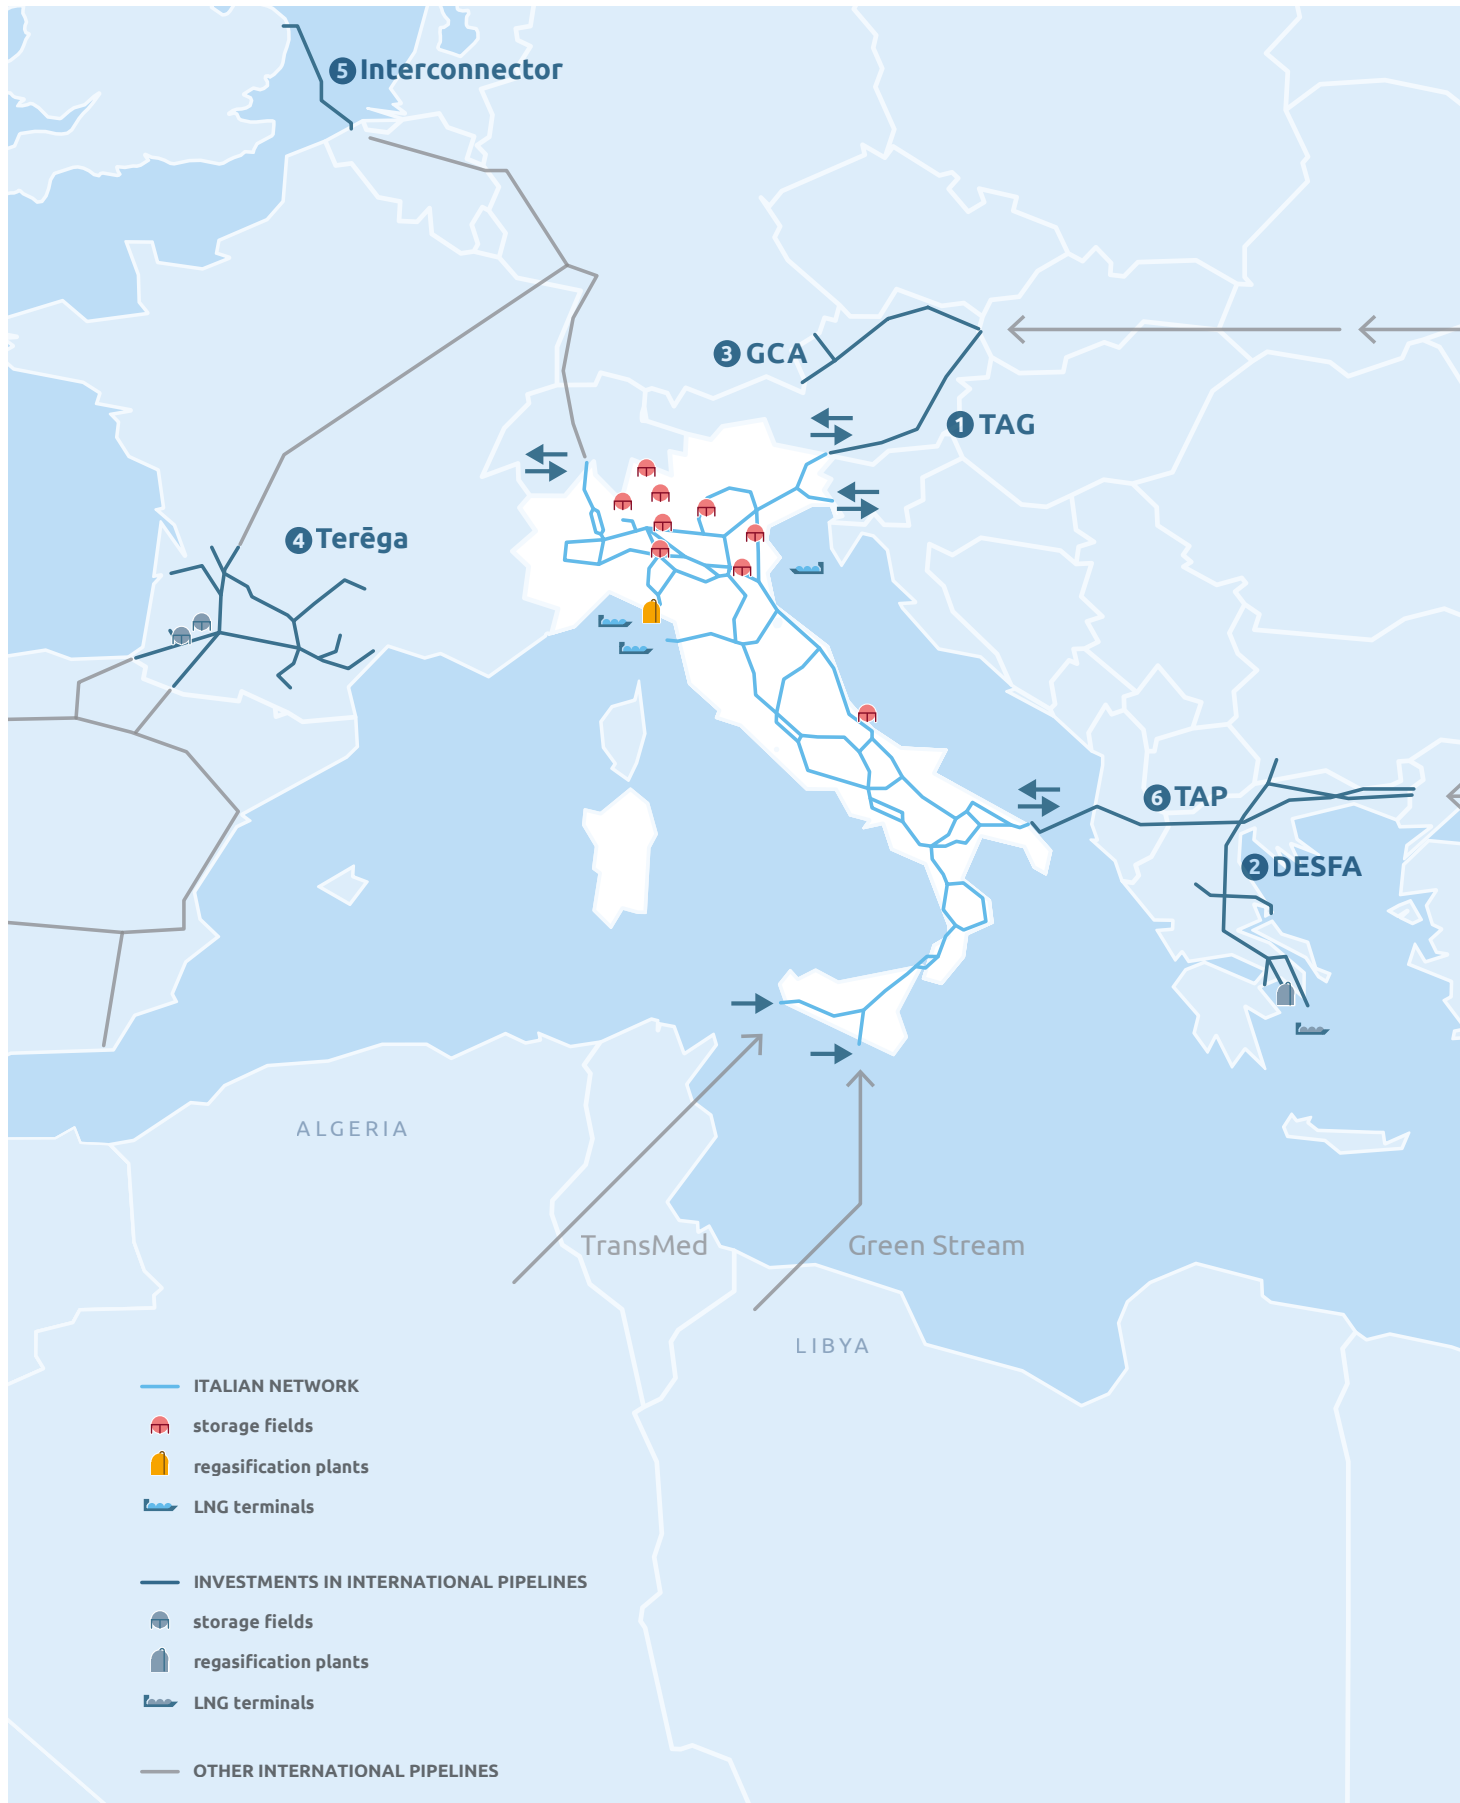 5 Interconnector
3 GCA
1 TAG
4 Terēga
6 TAP
2 DESFA
ALGERIA
TransMed
Green Stream
LIBYA
ITALIAN NETWORK
storage fields
regasification plants
LNG terminals
INVESTMENTS IN INTERNATIONAL PIPELINES
storage fields
regasification plants
LNG terminals
OTHER INTERNATIONAL PIPELINES